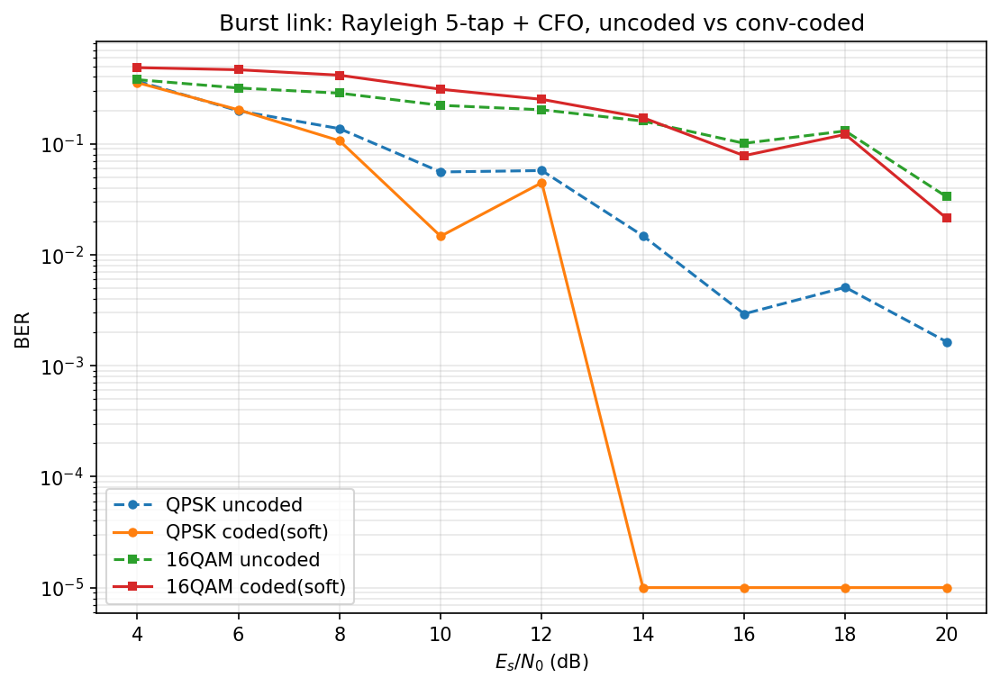 Burst link: Rayleigh 5-tap + CFO, uncoded vs conv-coded
BER
10⁻¹
10⁻²
10⁻³
10⁻⁴
10⁻⁵
QPSK uncoded
QPSK coded(soft)
16QAM uncoded
16QAM coded(soft)
4 6 8 10 12 14 16 18 20
E_s/N_0 (dB)